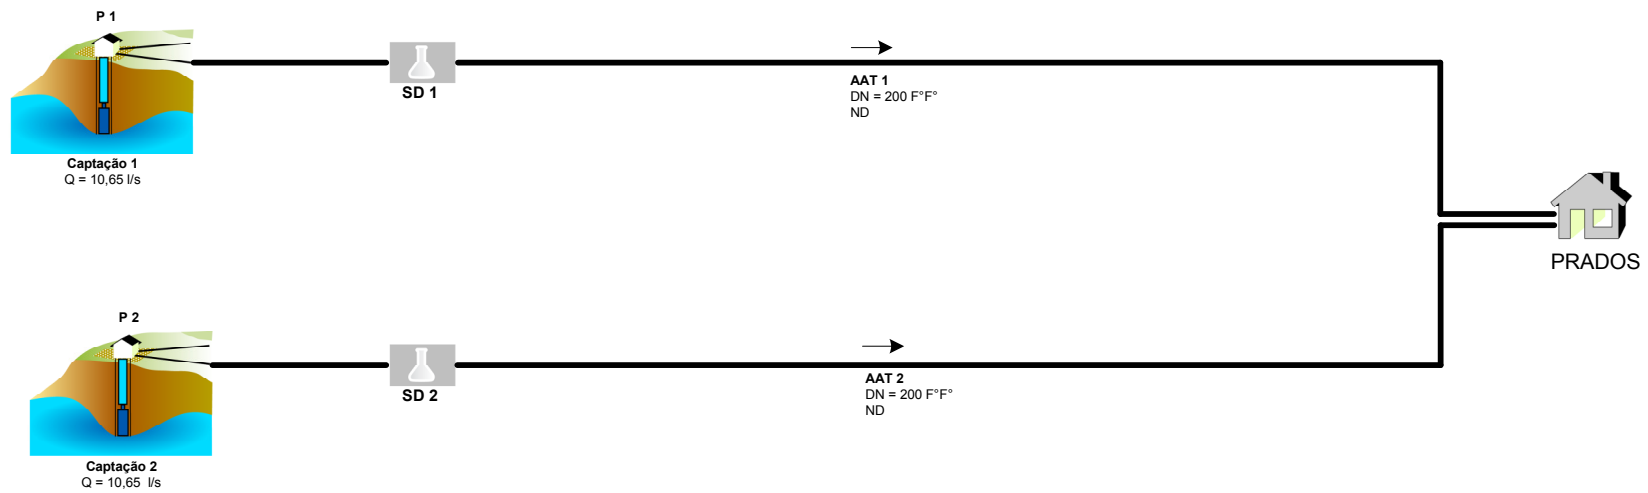 P 1
SD 1
AAT 1
DN = 200 F°F°
ND
Captação 1
Q = 10,65 l/s
PRADOS
P 2
SD 2
AAT 2
DN = 200 F°F°
ND
Captação 2
Q = 10,65 l/s